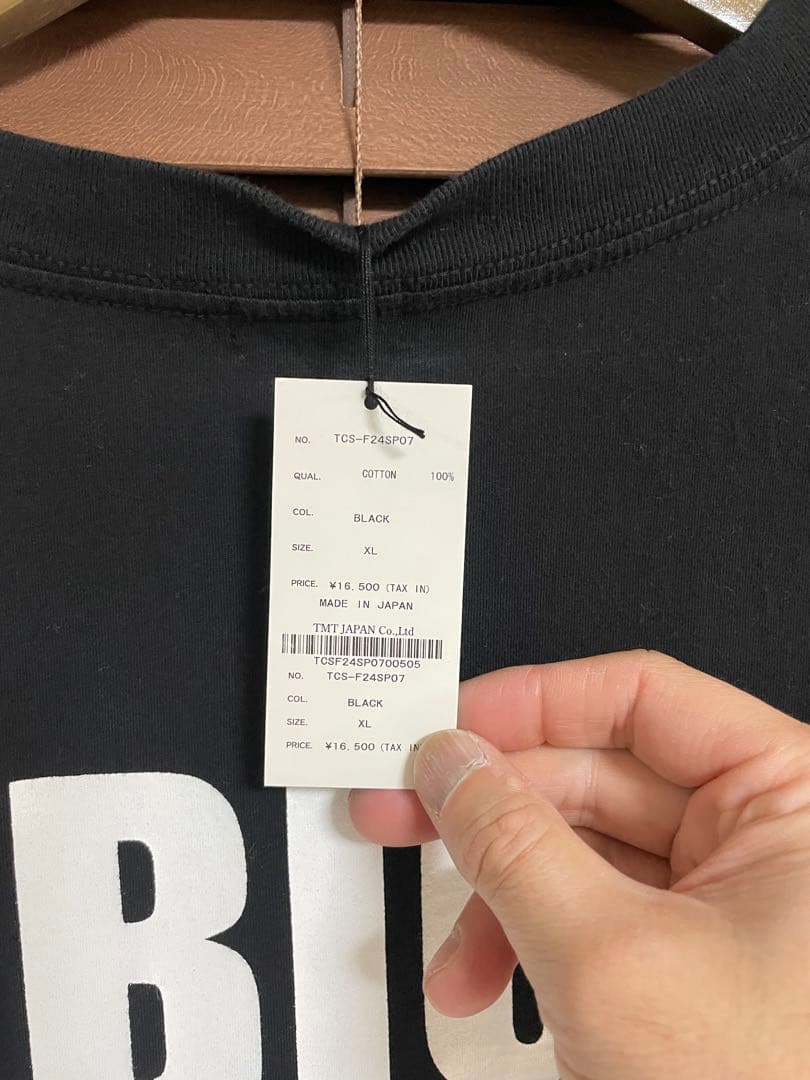 NO. TCS-F24SP07
QUAL. COTTON 100%
COL. BLACK
SIZE. XL
PRICE. ¥16,500 (TAX IN)
MADE IN JAPAN
TMT JAPAN Co.,Ltd
TCSF24SP0700505
NO. TCS-F24SP07
COL. BLACK
SIZE. XL
PRICE. ¥16,500 (TAX IN
BI